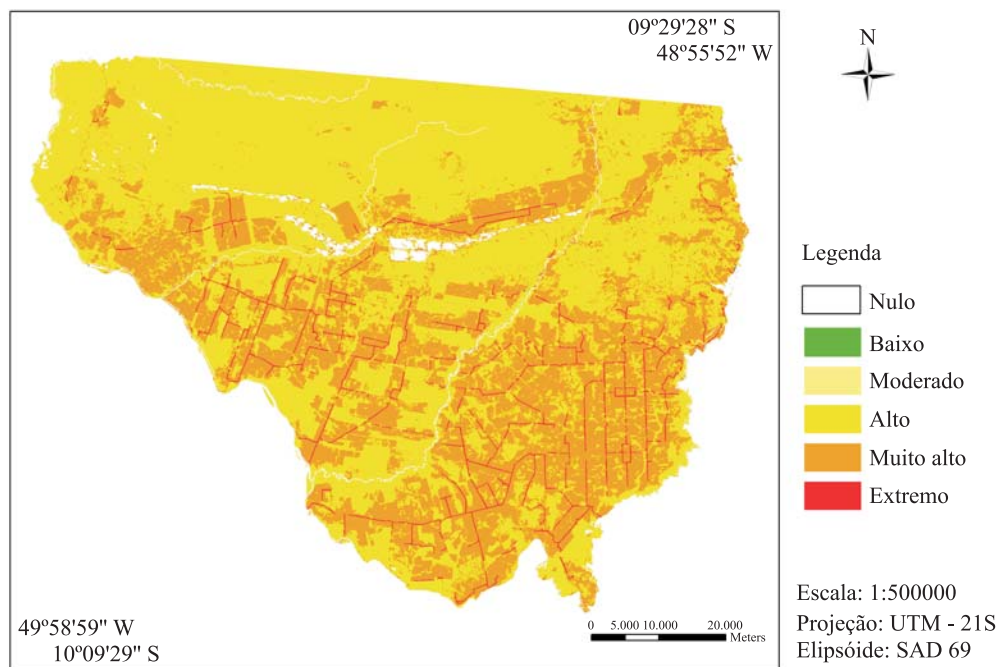 09º29'28" S
48º55'52" W
N
Legenda
Nulo
Baixo
Moderado
Alto
Muito alto
Extremo
49º58'59" W
10º09'29" S
0 5.000 10.000 20.000
Meters
Escala: 1:500000
Projeção: UTM - 21S
Elipsóide: SAD 69